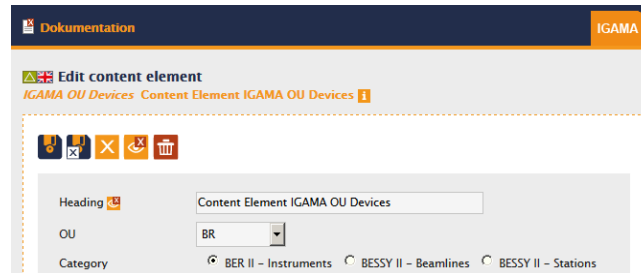 Dokumentation
IGAMA
Edit content element
IGAMA OU Devices Content Element IGAMA OU Devices i
Heading Content Element IGAMA OU Devices
OU BR
Category BER II – Instruments BESSY II – Beamlines BESSY II – Stations